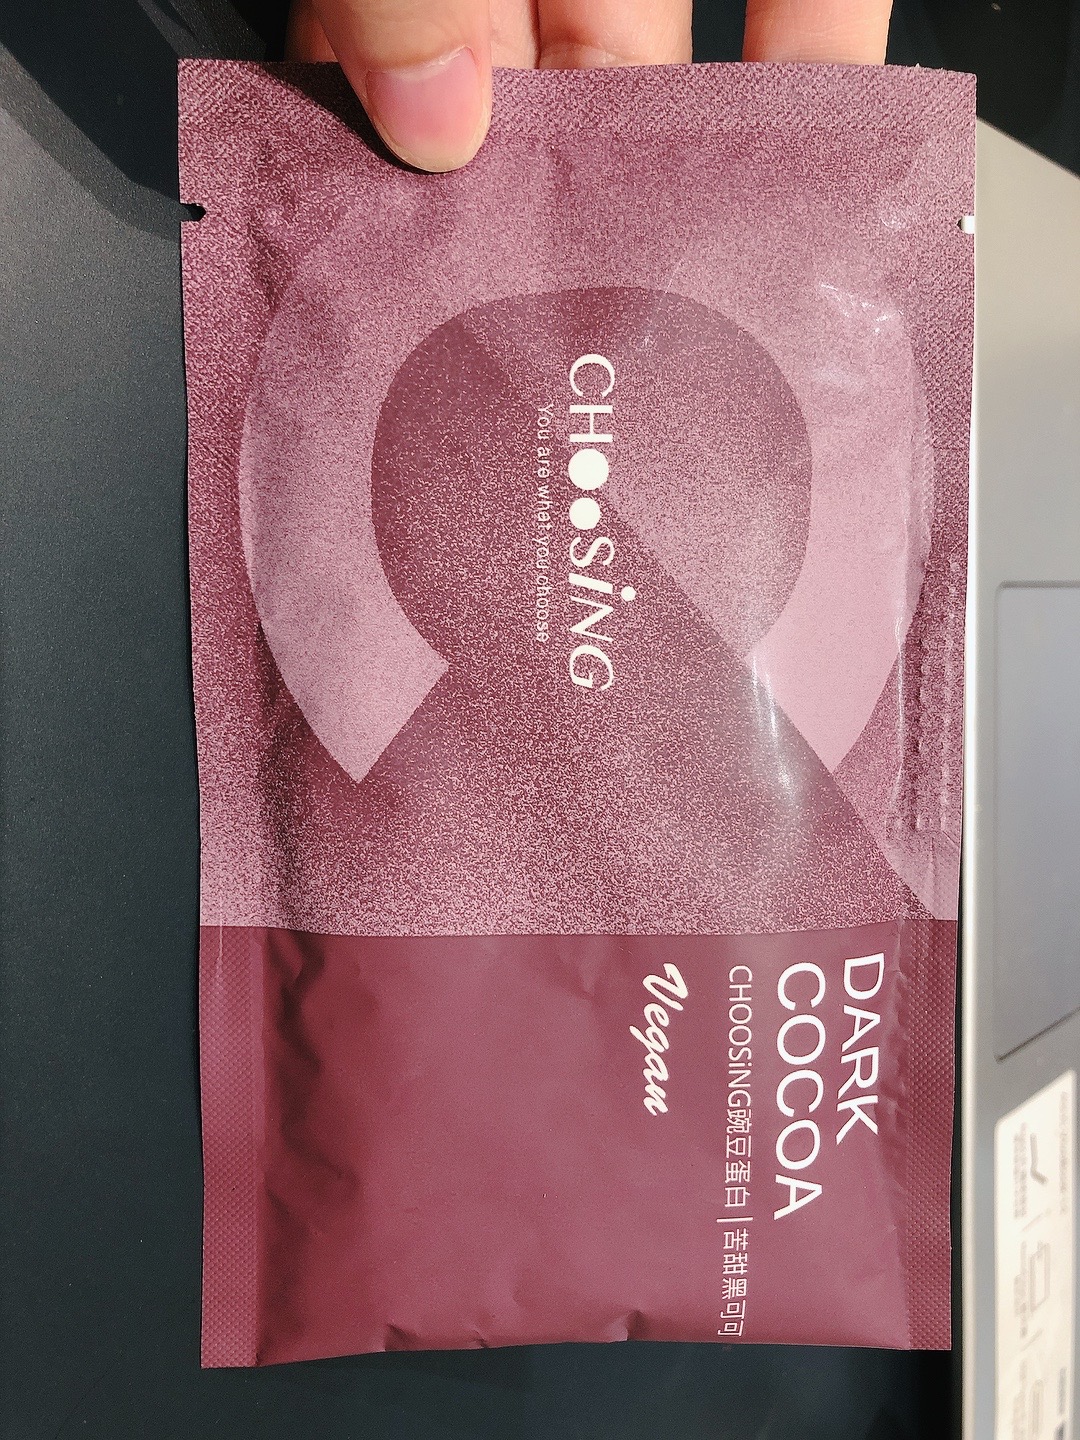 CHOOSiNG
You are what you choose
DARK
COCOA
CHOOSiNG豌豆蛋白|苦甜黑可可
Vegan